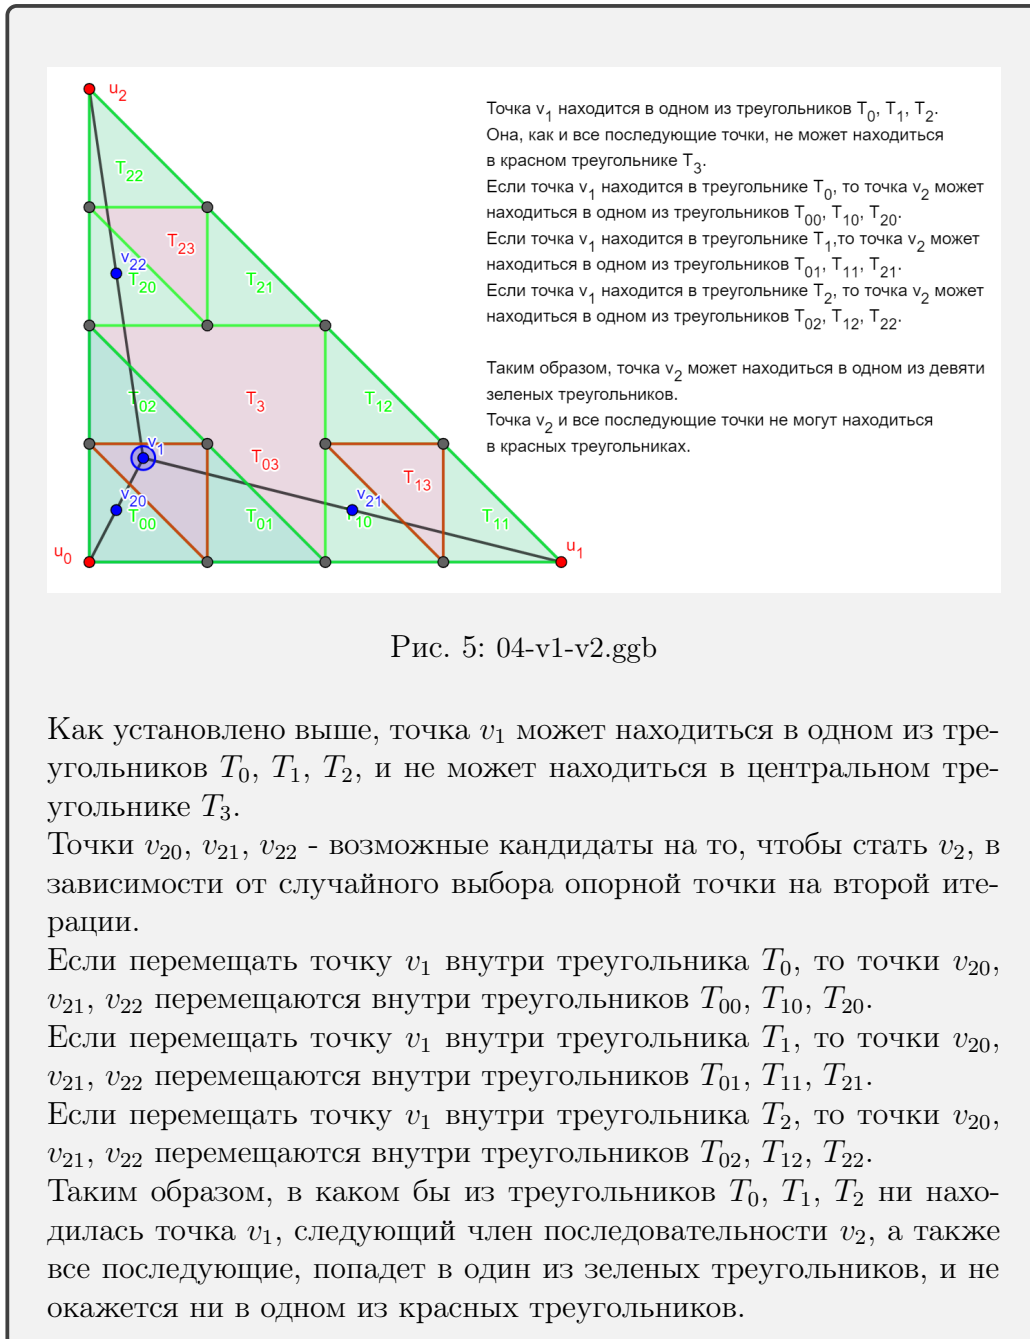 u2
T22
T23
v22
T20
T21
T02
T3
T12
v1
T03
T13
v20
T00
T01
v21
T10
T11
u0
u1
Точка v1 находится в одном из треугольников T0, T1, T2.
Она, как и все последующие точки, не может находиться
в красном треугольнике T3.
Если точка v1 находится в треугольнике T0, то точка v2 может
находиться в одном из треугольников T00, T10, T20.
Если точка v1 находится в треугольнике T1,то точка v2 может
находиться в одном из треугольников T01, T11, T21.
Если точка v1 находится в треугольнике T2, то точка v2 может
находиться в одном из треугольников T02, T12, T22.
Таким образом, точка v2 может находиться в одном из девяти
зеленых треугольников.
Точка v2 и все последующие точки не могут находиться
в красных треугольниках.
Рис. 5: 04-v1-v2.ggb
Как установлено выше, точка v1 может находиться в одном из тре-
угольников T0, T1, T2, и не может находиться в центральном тре-
угольнике T3.
Точки v20, v21, v22 - возможные кандидаты на то, чтобы стать v2, в
зависимости от случайного выбора опорной точки на второй ите-
рации.
Если перемещать точку v1 внутри треугольника T0, то точки v20,
v21, v22 перемещаются внутри треугольников T00, T10, T20.
Если перемещать точку v1 внутри треугольника T1, то точки v20,
v21, v22 перемещаются внутри треугольников T01, T11, T21.
Если перемещать точку v1 внутри треугольника T2, то точки v20,
v21, v22 перемещаются внутри треугольников T02, T12, T22.
Таким образом, в каком бы из треугольников T0, T1, T2 ни нахо-
дилась точка v1, следующий член последовательности v2, а также
все последующие, попадет в один из зеленых треугольников, и не
окажется ни в одном из красных треугольников.